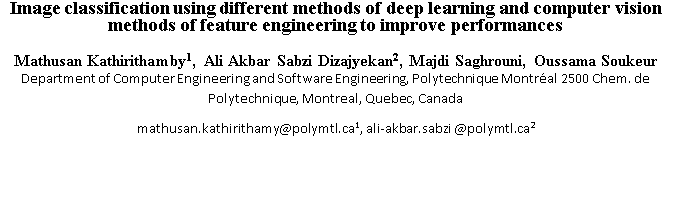 Image classification using different methods of deep learning and computer vision
methods of feature engineering to improve performances
Mathusan Kathirithamby¹, Ali Akbar Sabzi Dizajyekan², Majdi Saghrouni, Oussama Soukeur
Department of Computer Engineering and Software Engineering, Polytechnique Montréal 2500 Chem. de
Polytechnique, Montreal, Quebec, Canada
mathusan.kathirithamy@polymtl.ca¹, ali-akbar.sabzi @polymtl.ca²